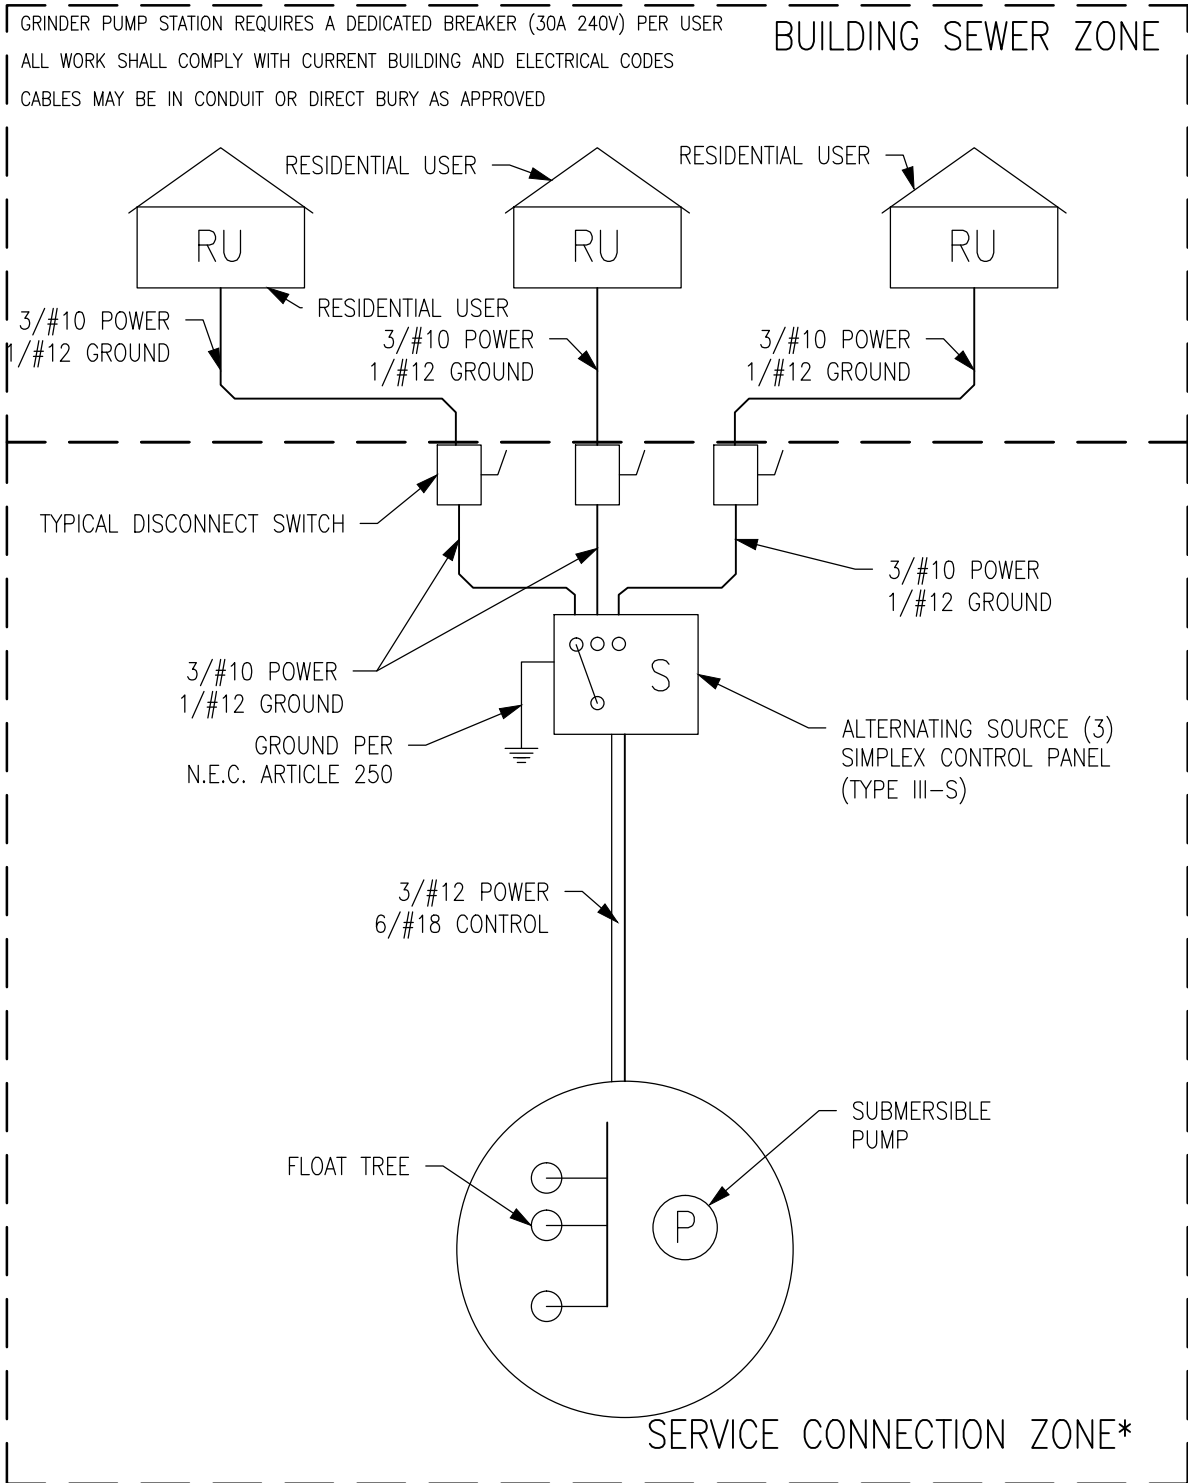 GRINDER PUMP STATION REQUIRES A DEDICATED BREAKER (30A 240V) PER USER
BUILDING SEWER ZONE
ALL WORK SHALL COMPLY WITH CURRENT BUILDING AND ELECTRICAL CODES
CABLES MAY BE IN CONDUIT OR DIRECT BURY AS APPROVED
RESIDENTIAL USER
RESIDENTIAL USER
RU
RU
RU
RESIDENTIAL USER
3/#10 POWER
1/#12 GROUND
3/#10 POWER
1/#12 GROUND
3/#10 POWER
1/#12 GROUND
TYPICAL DISCONNECT SWITCH
3/#10 POWER
1/#12 GROUND
3/#10 POWER
1/#12 GROUND
S
GROUND PER
N.E.C. ARTICLE 250
ALTERNATING SOURCE (3)
SIMPLEX CONTROL PANEL
(TYPE III-S)
3/#12 POWER
6/#18 CONTROL
SUBMERSIBLE
PUMP
FLOAT TREE
P
SERVICE CONNECTION ZONE*